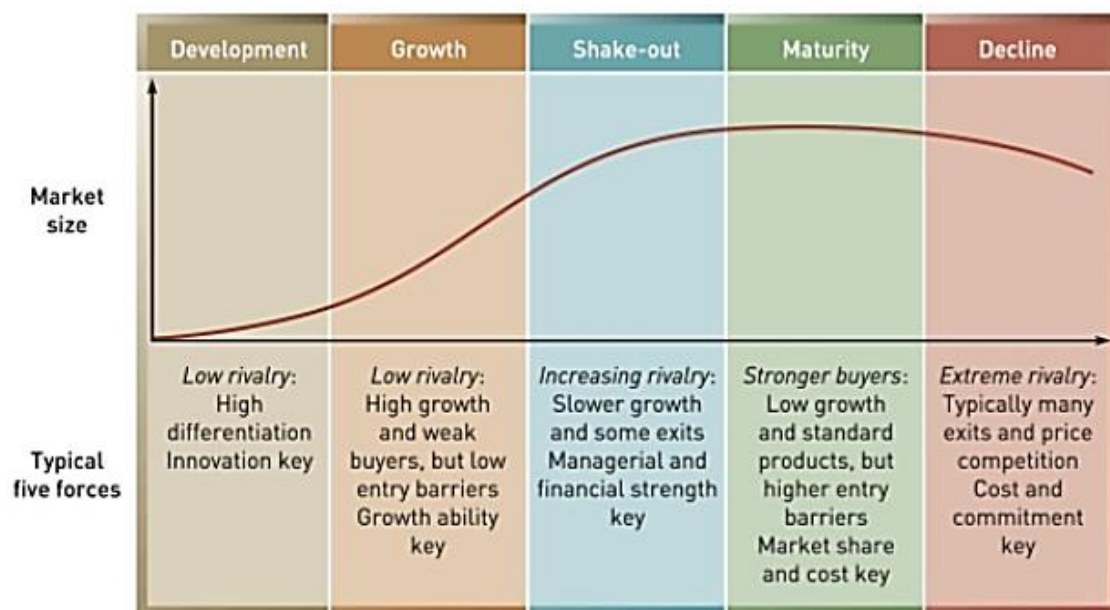 Development
Growth
Shake-out
Maturity
Decline
Market
size
Typical
five forces
Low rivalry:
High
differentiation
Innovation key
Low rivalry:
High growth
and weak
buyers, but low
entry barriers
Growth ability
key
Increasing rivalry:
Slower growth
and some exits
Managerial and
financial strength
key
Stronger buyers:
Low growth
and standard
products, but
higher entry
barriers
Market share
and cost key
Extreme rivalry:
Typically many
exits and price
competition
Cost and
commitment
key